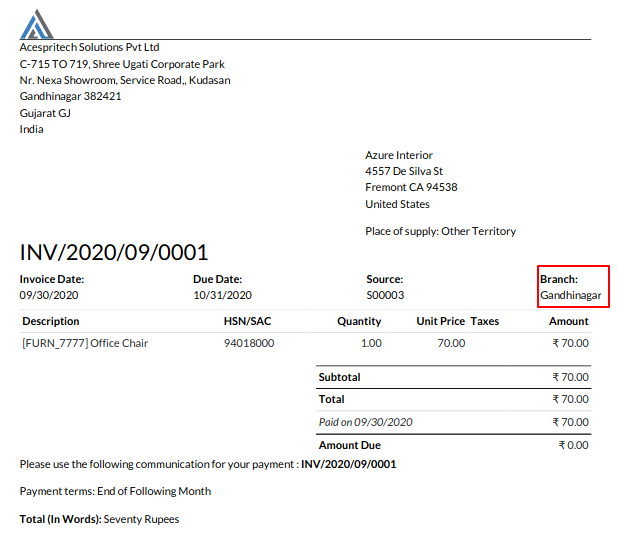 Acespritech Solutions Pvt Ltd
C-715 TO 719, Shree Ugati Corporate Park
Nr. Nexa Showroom, Service Road,, Kudasan
Gandhinagar 382421
Gujarat GJ
India
Azure Interior
4557 De Silva St
Fremont CA 94538
United States
Place of supply: Other Territory
INV/2020/09/0001
Invoice Date: Due Date: Source: Branch:
09/30/2020 10/31/2020 S00003 Gandhinagar
Description HSN/SAC Quantity Unit Price Taxes Amount
[FURN_7777] Office Chair 94018000 1.00 70.00 ₹ 70.00
Subtotal ₹ 70.00
Total ₹ 70.00
Paid on 09/30/2020 ₹ 70.00
Amount Due ₹ 0.00
Please use the following communication for your payment : INV/2020/09/0001
Payment terms: End of Following Month
Total (In Words): Seventy Rupees